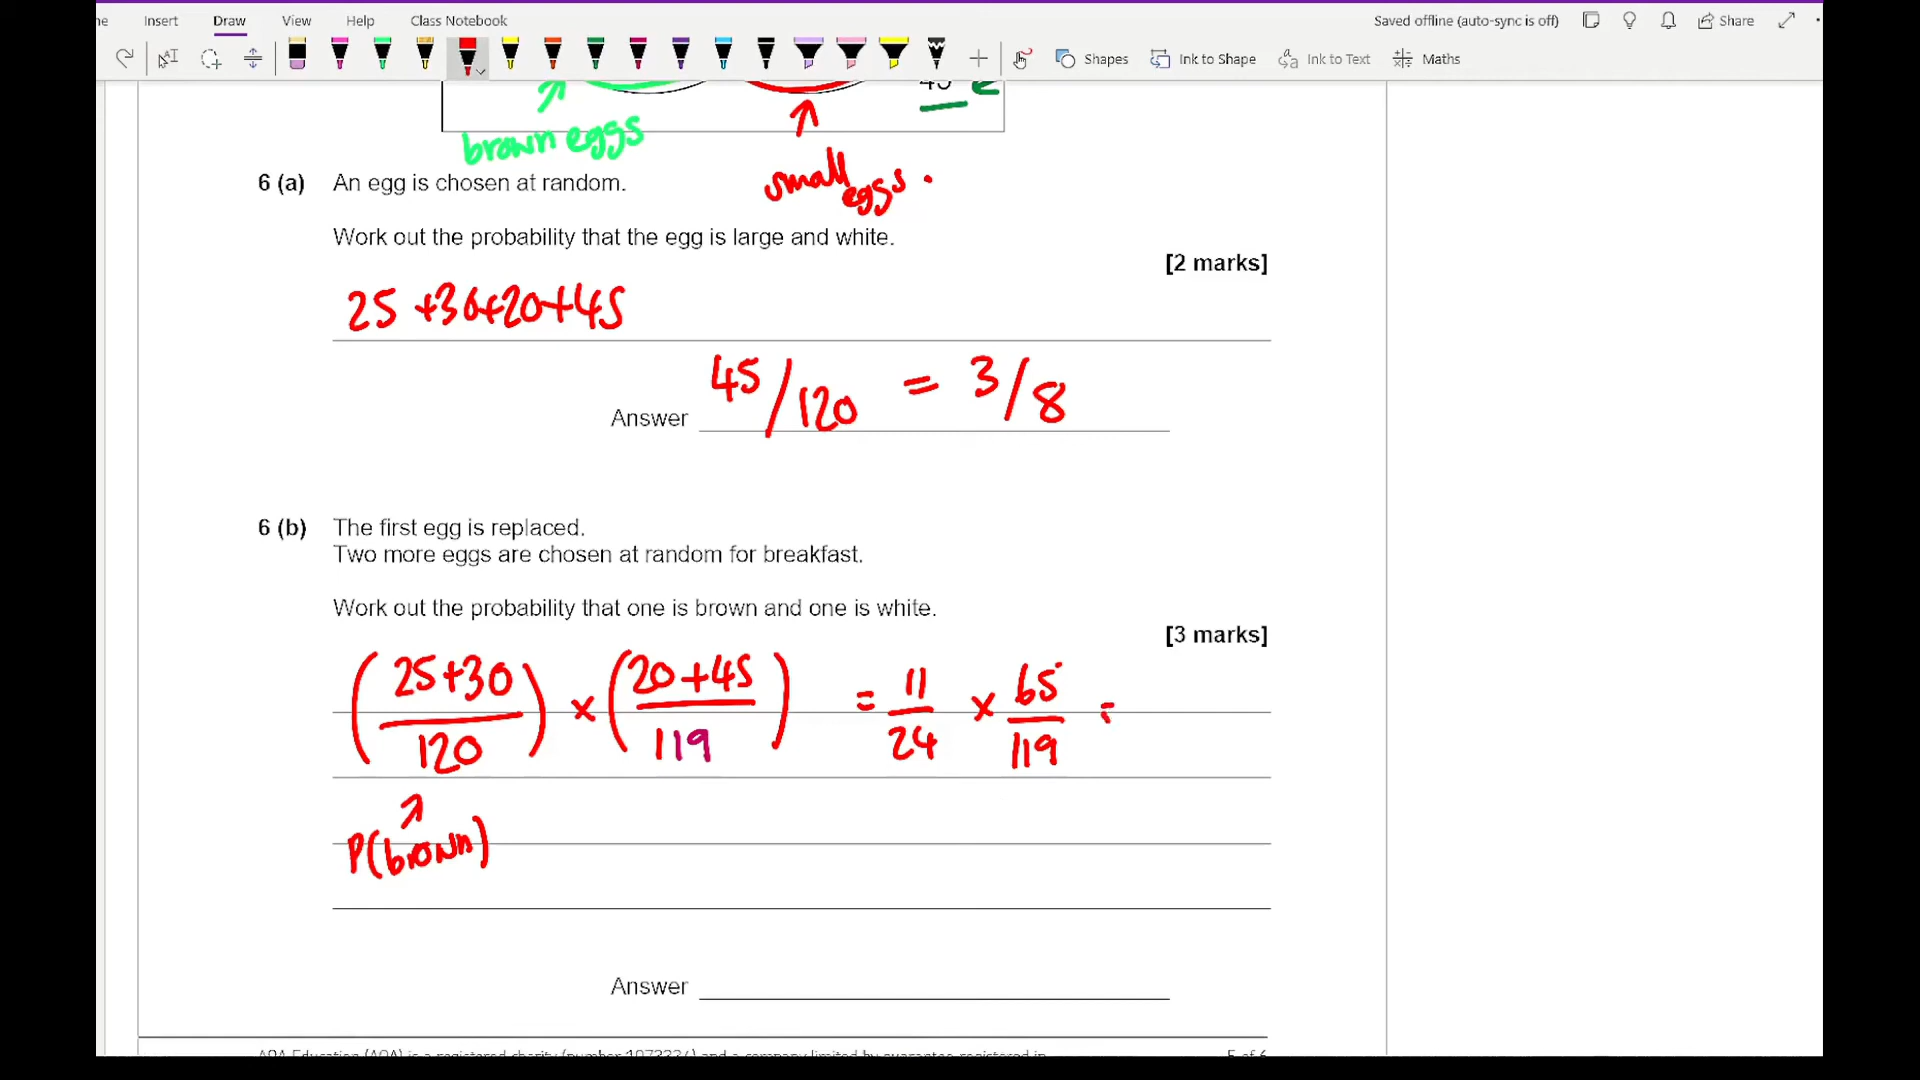 Insert Draw View Help Class Notebook Saved offline (auto-sync is off) Share
Shapes Ink to Shape Ink to Text Maths
brown eggs
small eggs.
6 (a) An egg is chosen at random.
Work out the probability that the egg is large and white.
[2 marks]
25 +30+20+45
Answer 45/120 = 3/8
6 (b) The first egg is replaced.
Two more eggs are chosen at random for breakfast.
Work out the probability that one is brown and one is white.
[3 marks]
(25+30/120) × (20+45/119) = 11/24 × 65/119 =
P(brown)
Answer